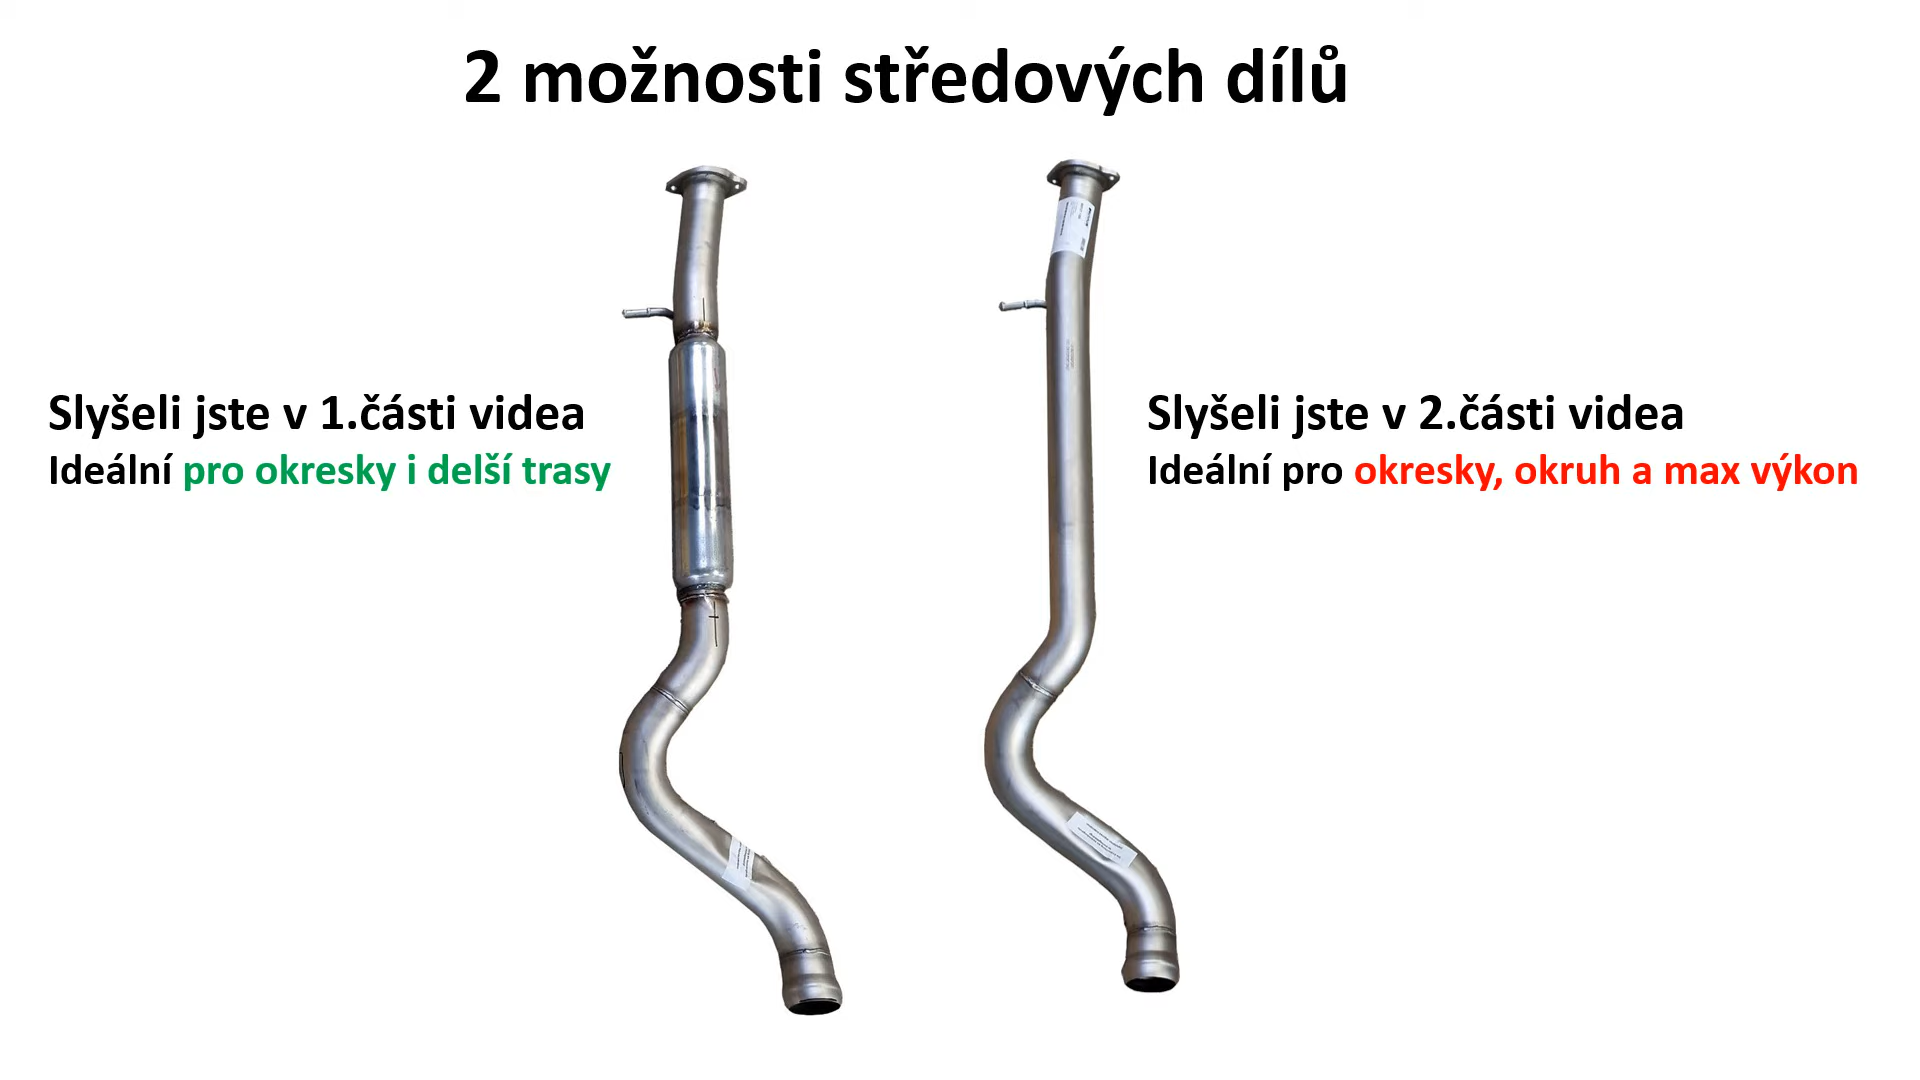 2 možnosti středových dílů
Slyšeli jste v 1.části videa
Ideální pro okresky i delší trasy
Slyšeli jste v 2.části videa
Ideální pro okresky, okruh a max výkon